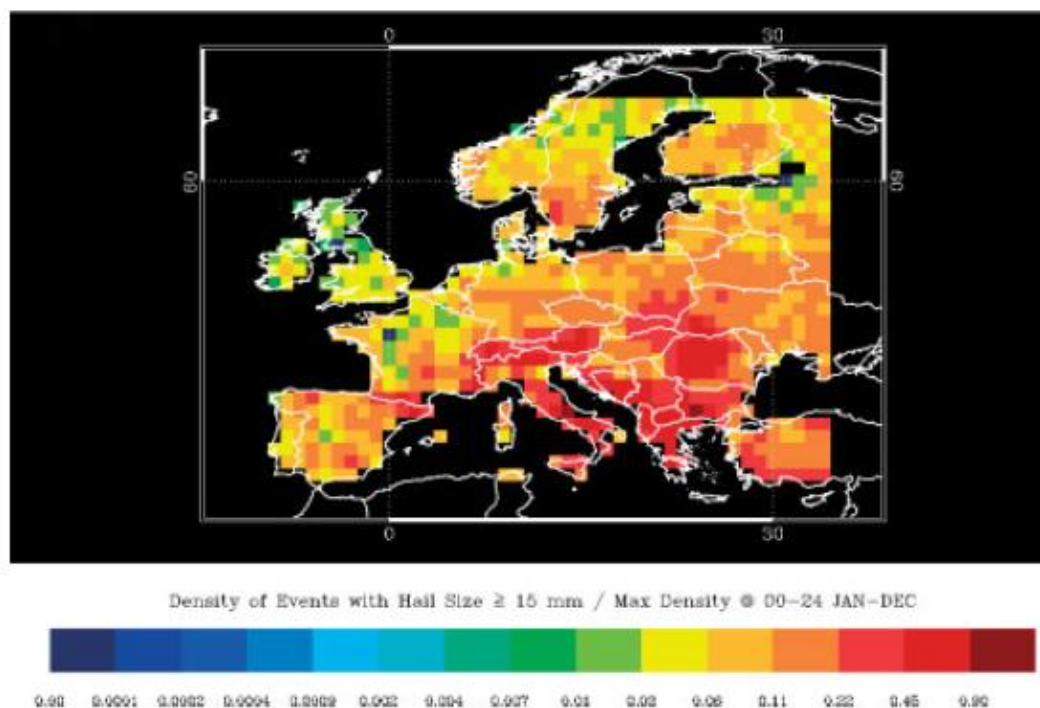 0 30
60 60
0 30
Density of Events with Hail Size ≥ 15 mm / Max Density @ 00-24 JAN-DEC
0.00 0.0001 0.0002 0.0004 0.0009 0.002 0.004 0.007 0.01 0.03 0.06 0.11 0.22 0.45 0.90